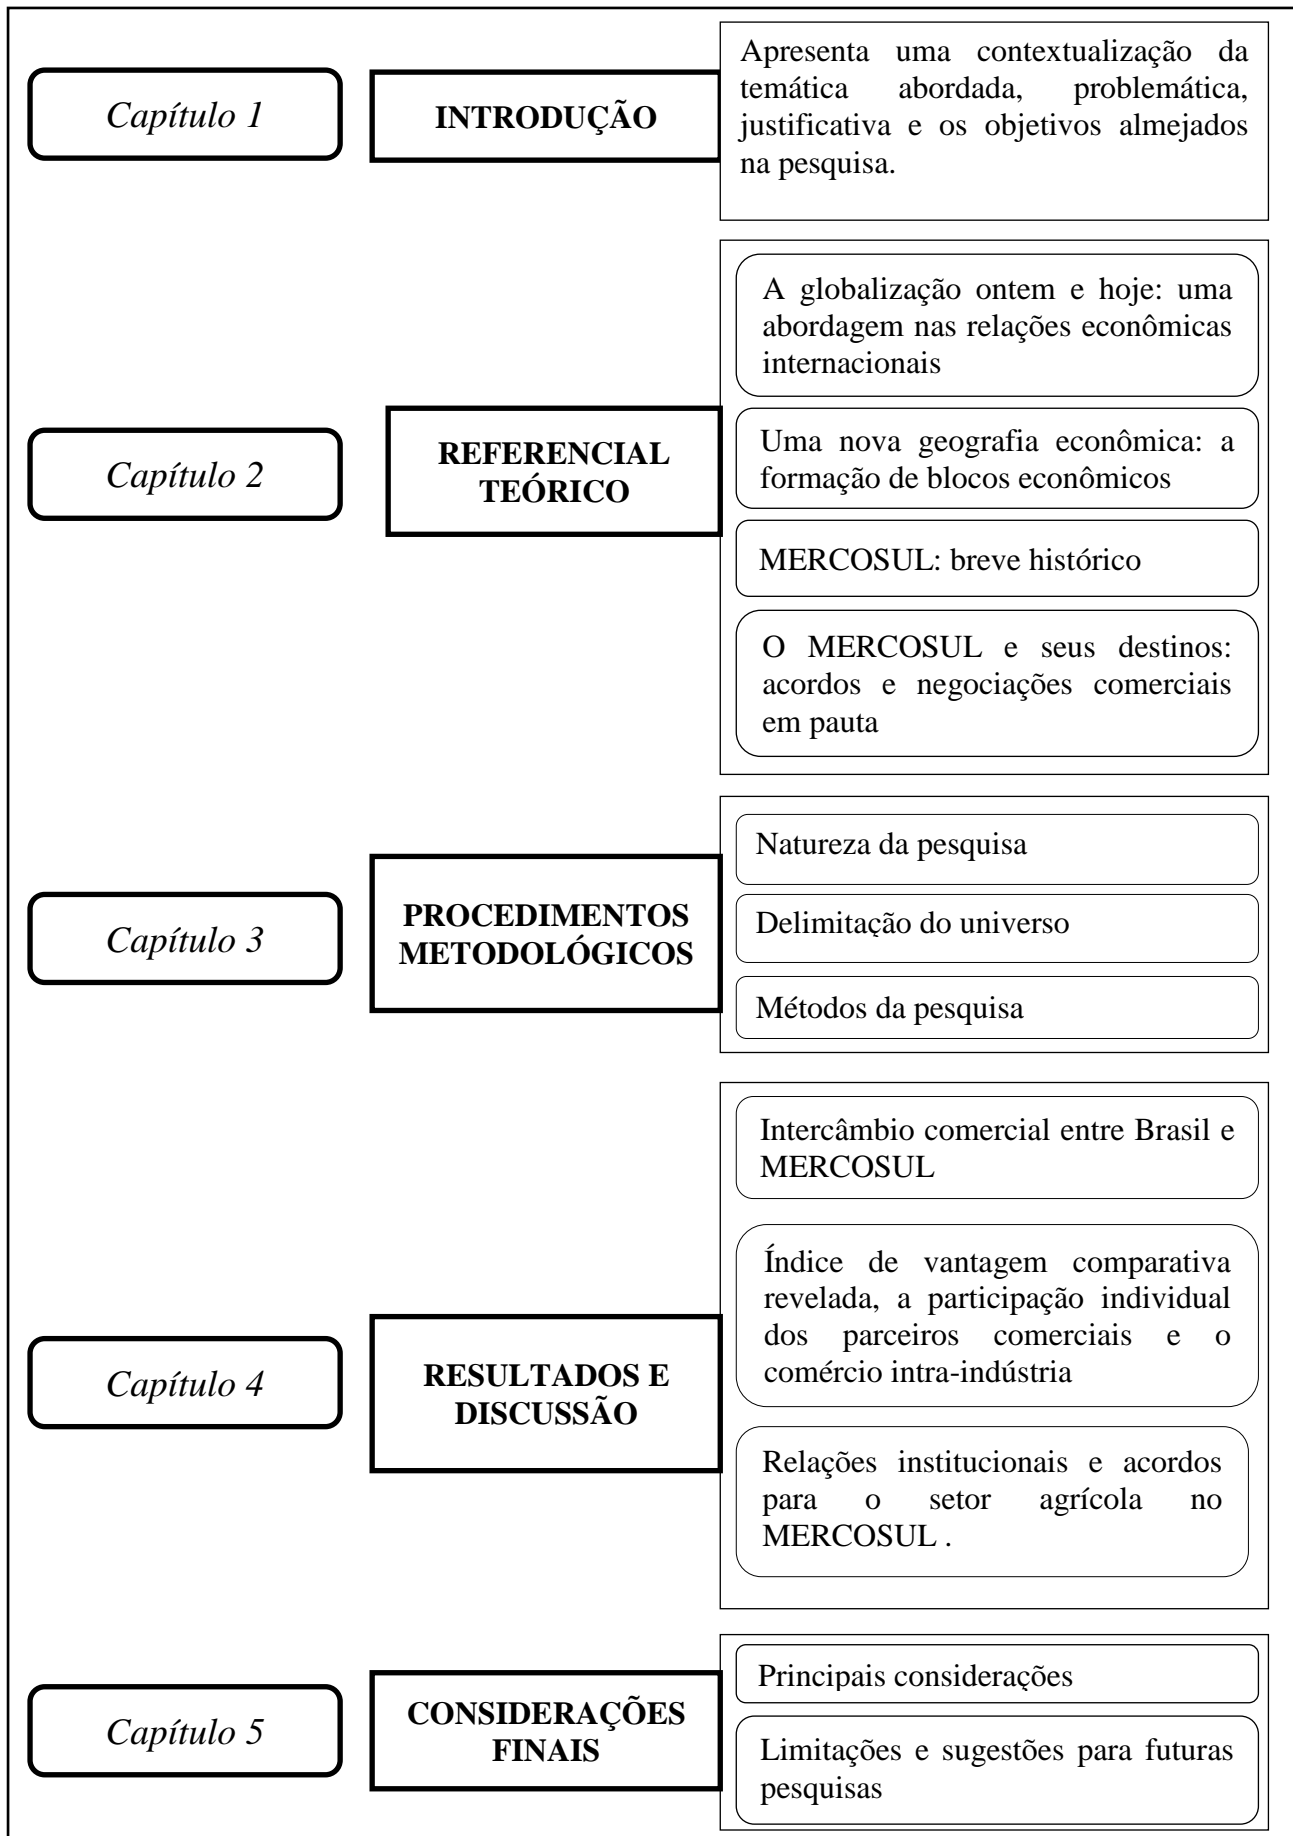 Capítulo 1
INTRODUÇÃO
Apresenta uma contextualização da
temática abordada, problemática,
justificativa e os objetivos almejados
na pesquisa.
Capítulo 2
REFERENCIAL
TEÓRICO
A globalização ontem e hoje: uma
abordagem nas relações econômicas
internacionais
Uma nova geografia econômica: a
formação de blocos econômicos
MERCOSUL: breve histórico
O MERCOSUL e seus destinos:
acordos e negociações comerciais
em pauta
Capítulo 3
PROCEDIMENTOS
METODOLÓGICOS
Natureza da pesquisa
Delimitação do universo
Métodos da pesquisa
Capítulo 4
RESULTADOS E
DISCUSSÃO
Intercâmbio comercial entre Brasil e
MERCOSUL
Índice de vantagem comparativa
revelada, a participação individual
dos parceiros comerciais e o
comércio intra-indústria
Relações institucionais e acordos
para o setor agrícola no
MERCOSUL .
Capítulo 5
CONSIDERAÇÕES
FINAIS
Principais considerações
Limitações e sugestões para futuras
pesquisas